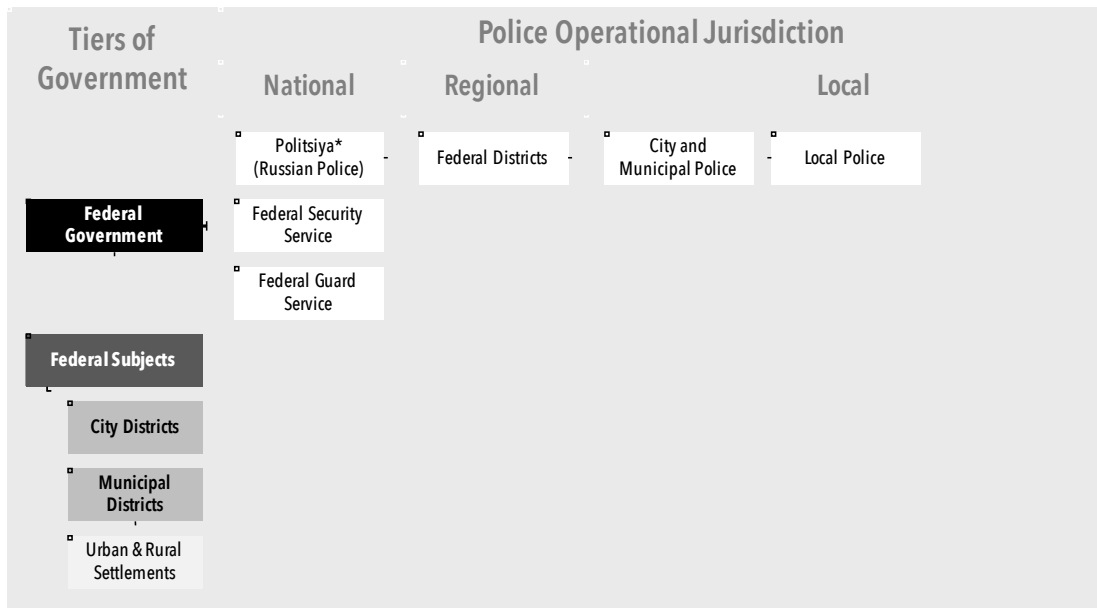 Tiers of
Government
Police Operational Jurisdiction
National
Regional
Local
Politsiya*
(Russian Police)
Federal Districts
City and
Municipal Police
Local Police
Federal
Government
Federal Security
Service
Federal Guard
Service
Federal Subjects
City Districts
Municipal
Districts
Urban & Rural
Settlements